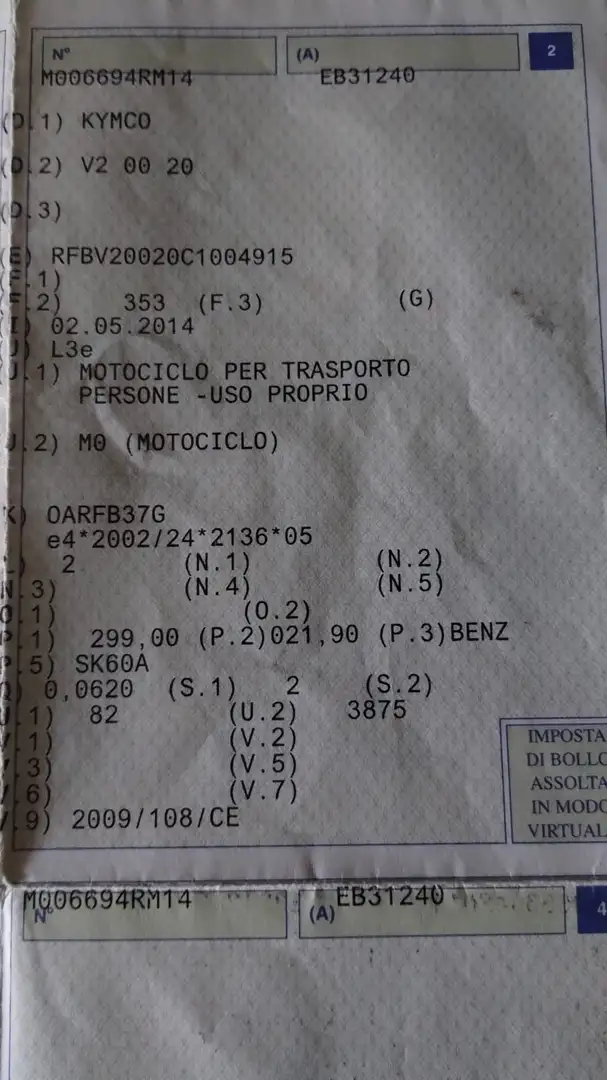 N° (A) 2
M006694RM14 EB31240
(D.1) KYMCO
(D.2) V2 00 20
(D.3)
(E) RFBV20020C1004915
(F.1)
(F.2) 353 (F.3) (G)
(I) 02.05.2014
(J) L3e
(J.1) MOTOCICLO PER TRASPORTO
PERSONE -USO PROPRIO
(J.2) M0 (MOTOCICLO)
(K) OARFB37G
e4*2002/24*2136*05
(L) 2 (N.1) (N.2)
(N.3) (N.4) (N.5)
(O.1) (O.2)
(P.1) 299,00 (P.2)021,90 (P.3)BENZ
(P.5) SK60A
(Q) 0,0620 (S.1) 2 (S.2)
(U.1) 82 (U.2) 3875
(V.1) (V.2)
(V.3) (V.5)
(V.6) (V.7)
(V.9) 2009/108/CE
IMPOSTA
DI BOLLO
ASSOLTA
IN MODO
VIRTUAL
M006694RM14 EB31240
N° (A) 4